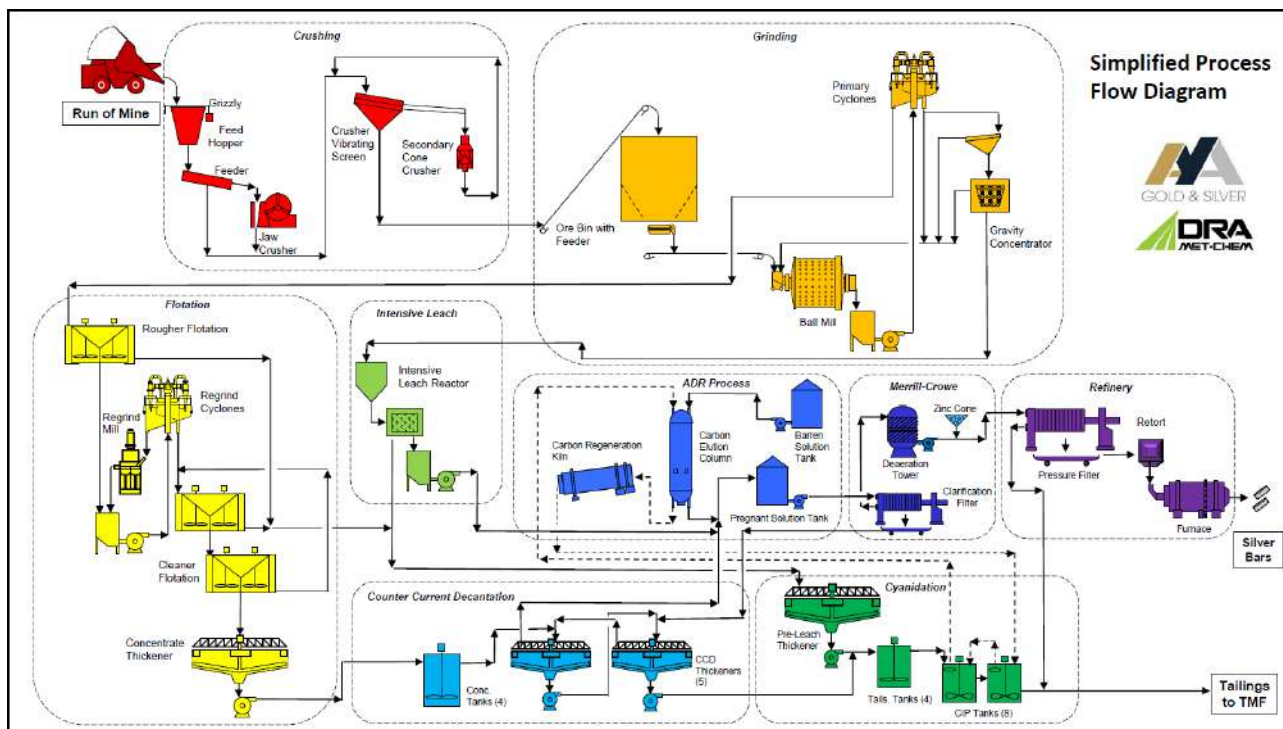 Crushing
Grinding
Simplified Process
Flow Diagram
Run of Mine
Grizzly
Feed
Hopper
Feeder
Jaw
Crusher
Crusher
Vibrating
Screen
Secondary
Cone
Crusher
Primary
Cyclones
Ore Bin with
Feeder
Ball Mill
Gravity
Concentrator
AYA
GOLD & SILVER
DRA
MET-CHEM
Flotation
Rougher Flotation
Regrind
Cyclones
Regrind
Mill
Cleaner
Flotation
Concentrate
Thickener
Intensive Leach
Intensive
Leach Reactor
ADR Process
Carbon Regeneration
Kiln
Carbon
Elution
Column
Barren
Solution
Tank
Pregnant Solution Tank
Merrill-Crowe
Zinc Cone
Deaeration
Tower
Clarification
Filter
Refinery
Retort
Pressure Filter
Furnace
Silver
Bars
Counter Current Decantation
Conc.
Tanks (4)
CCD
Thickeners
(5)
Cyanidation
Pre-Leach
Thickener
Tails. Tanks (4)
CIP Tanks (8)
Tailings
to TMF